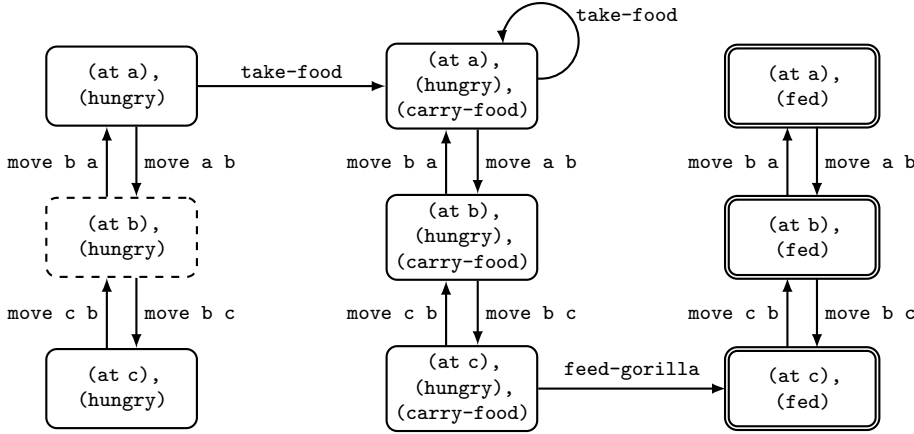 take-food
(at a),
(hungry)
take-food
(at a),
(hungry),
(carry-food)
(at a),
(fed)
move b a
move a b
move b a
move a b
move b a
move a b
(at b),
(hungry)
(at b),
(hungry),
(carry-food)
(at b),
(fed)
move c b
move b c
move c b
move b c
move c b
move b c
(at c),
(hungry)
(at c),
(hungry),
(carry-food)
feed-gorilla
(at c),
(fed)